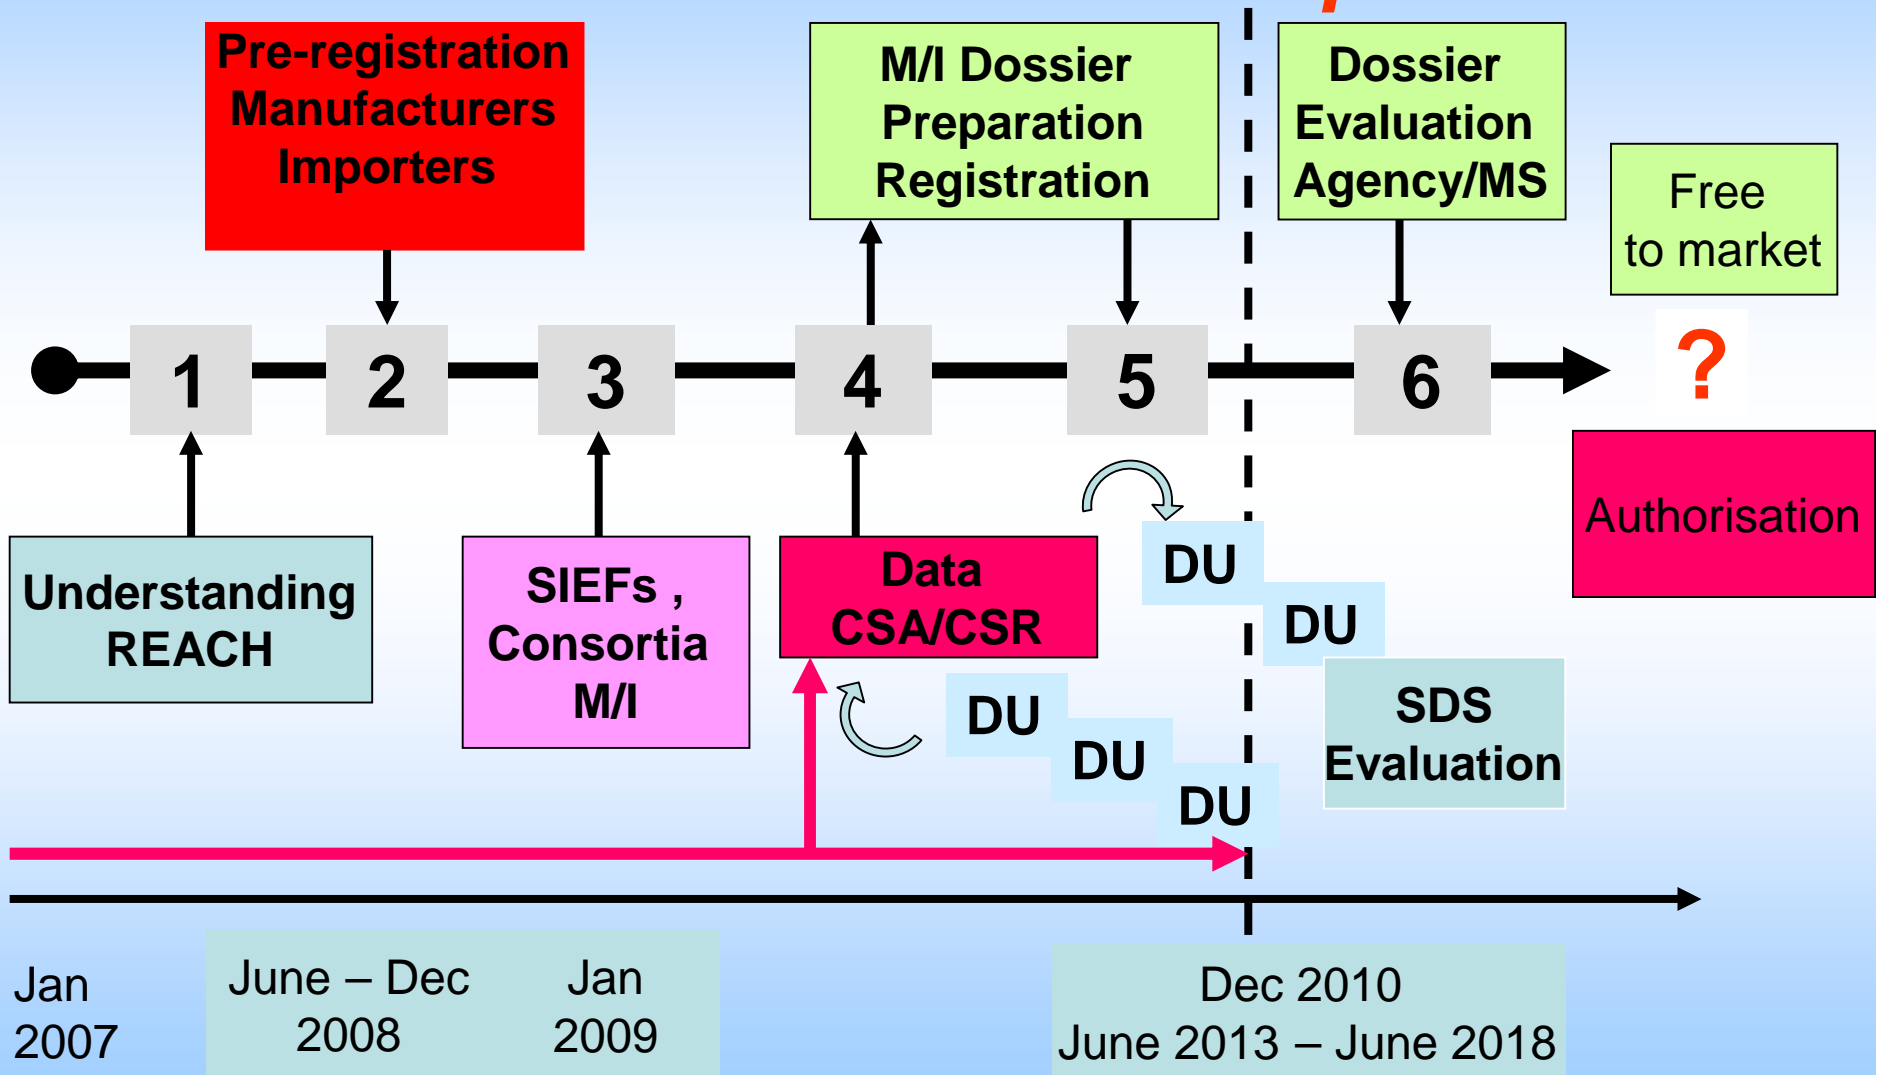 Pre-registration
Manufacturers
Importers
M/I Dossier
Preparation
Registration
Dossier
Evaluation
Agency/MS
Free
to market
1
2
3
4
5
6
?
Authorisation
Understanding
REACH
SIEFs ,
Consortia
M/I
Data
CSA/CSR
DU
DU
DU
DU
DU
SDS
Evaluation
Jan
2007
June – Dec
2008
Jan
2009
Dec 2010
June 2013 – June 2018